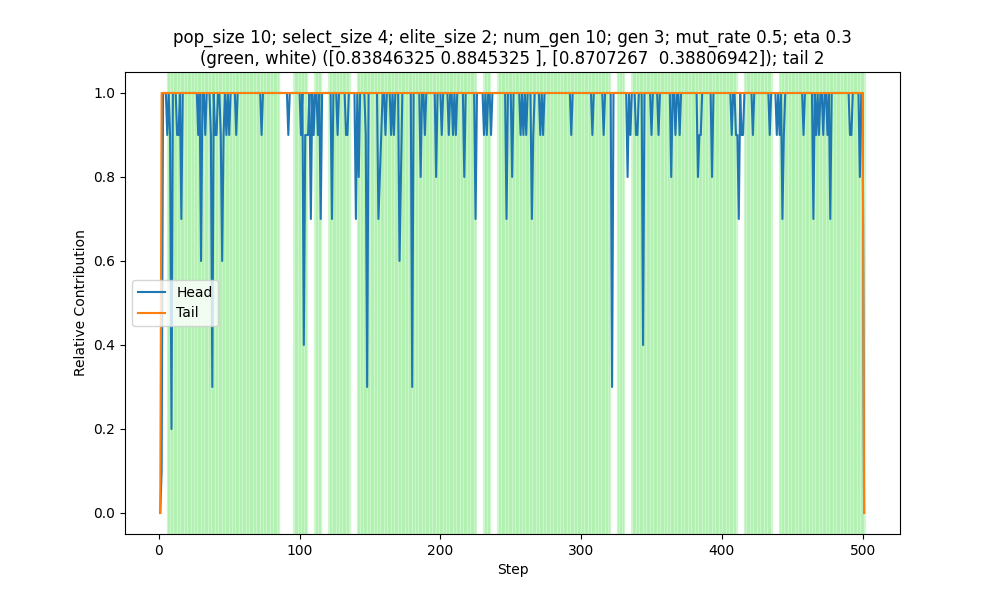 pop_size 10; select_size 4; elite_size 2; num_gen 10; gen 3; mut_rate 0.5; eta 0.3
(green, white) ([0.83846325 0.8845325 ], [0.8707267  0.38806942]); tail 2
1.0
0.8
0.6
0.4
0.2
0.0
Relative Contribution
Head
Tail
0
100
200
300
400
500
Step